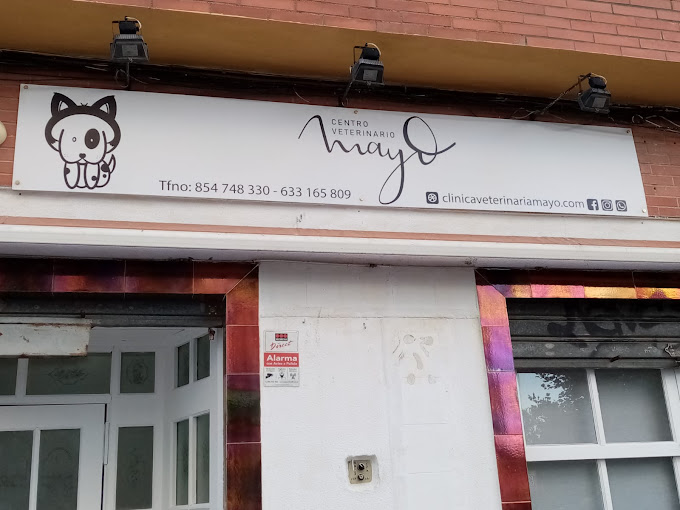 CENTRO
VETERINARIO
mayo
Tfno: 854 748 330 - 633 165 809
clinicaveterinariamayo.com
Direct
Alarma